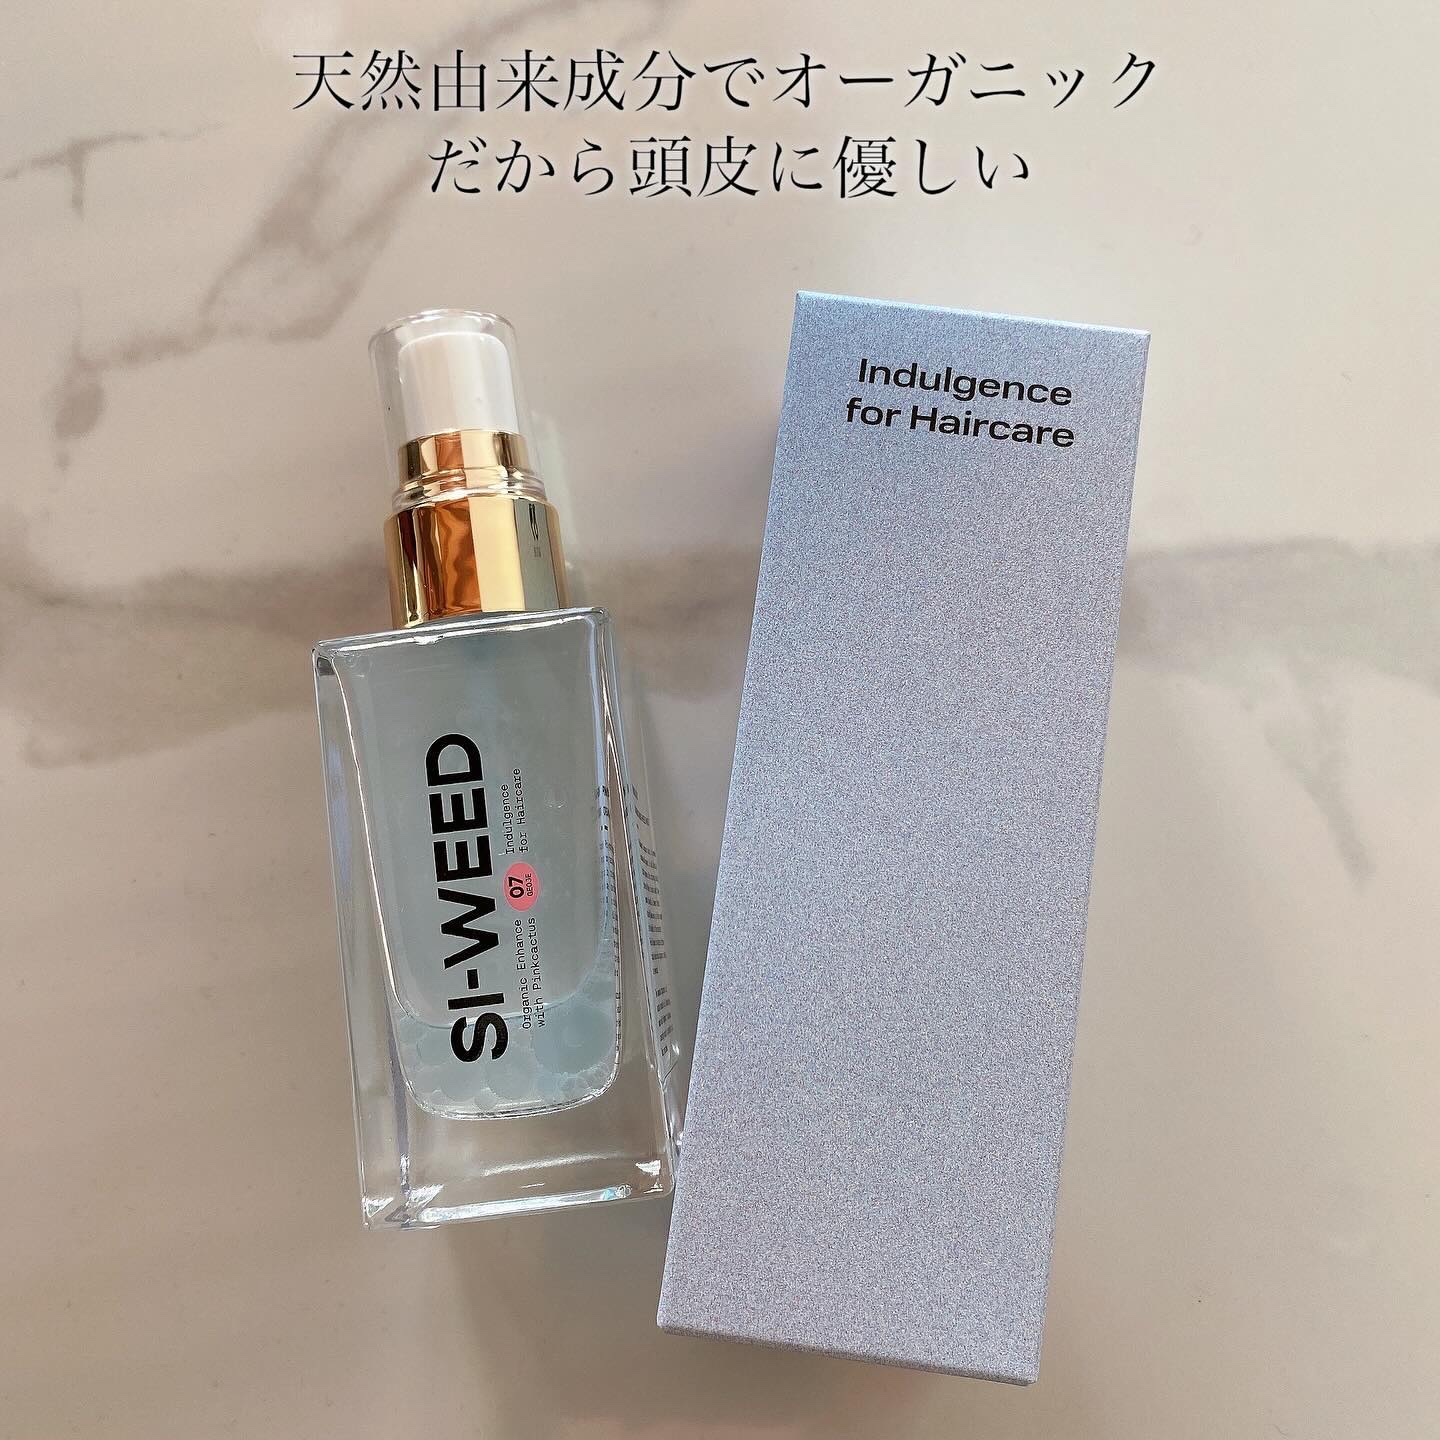 天然由来成分でオーガニック
だから頭皮に優しい
Indulgence
for Haircare
SI-WEED
Organic Enhance
with Pinkcactus
07
GEOJE
Indulgence
for Haircare